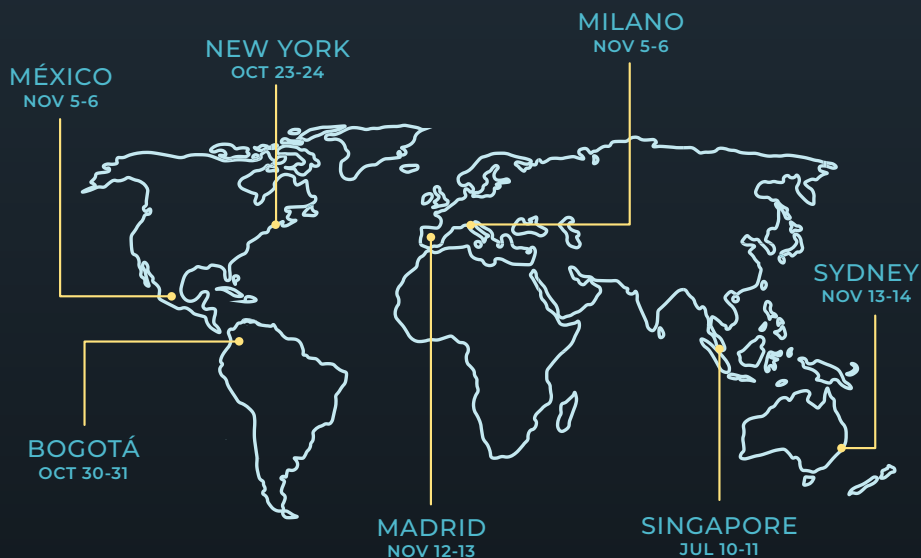 MILANO
NOV 5-6
NEW YORK
OCT 23-24
MÉXICO
NOV 5-6
SYDNEY
NOV 13-14
BOGOTÁ
OCT 30-31
MADRID
NOV 12-13
SINGAPORE
JUL 10-11